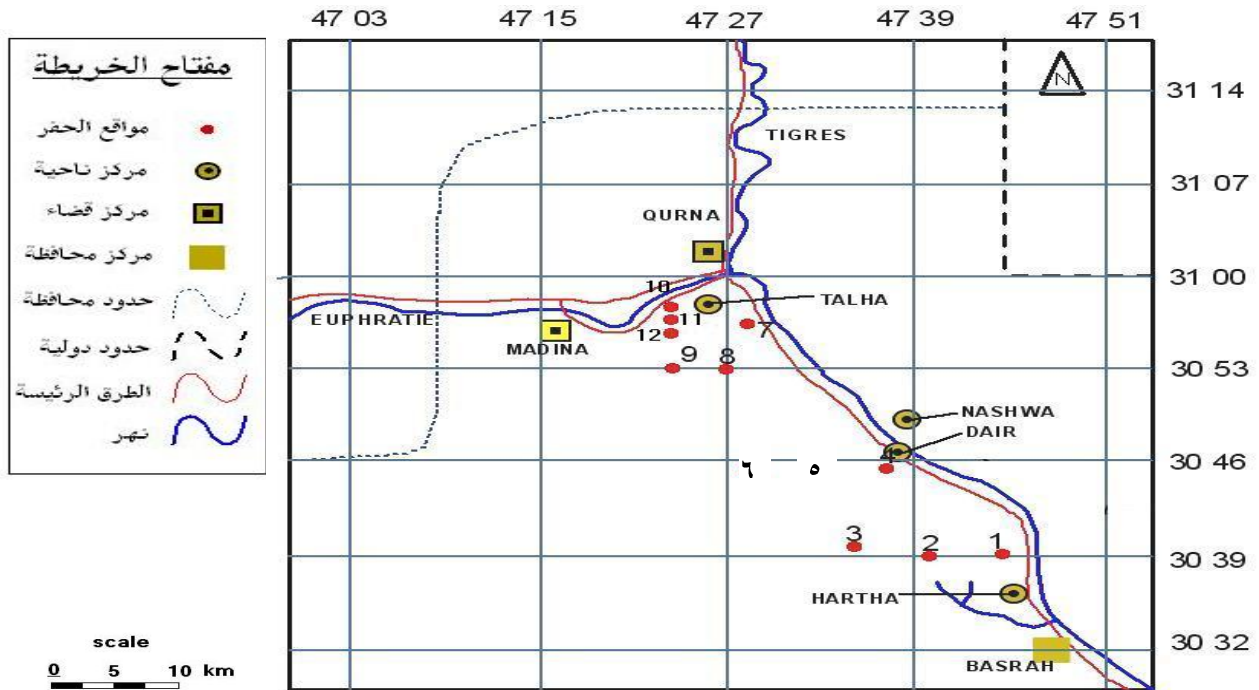 47 03
47 15
47 27
47 39
47 51
مفتاح الخريطة
مواقع الحفر
مركز ناحية
مركز قضاء
مركز محافظة
حدود محافظة
حدود دولية
الطرق الرئيسة
نهر
N
31 14
31 07
31 00
30 53
30 46
30 39
30 32
TIGRES
QURNA
TALHA
EUPHRATIE
MADINA
10
11
12
7
9
8
NASHWA
DAIR
4
٦
٥
3
2
1
HARTHA
BASRAH
scale
0 5 10 km